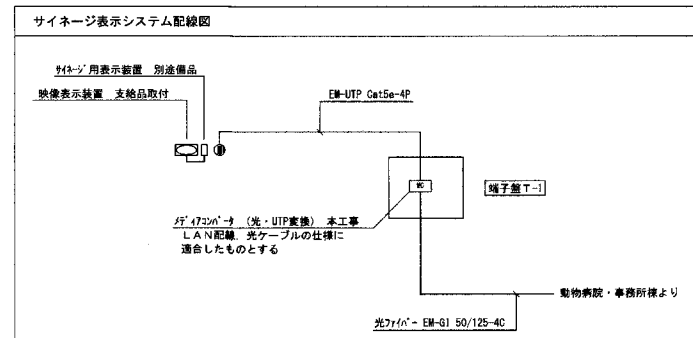 サイネージ表示システム配線図
サイネージ用表示装置 別途備品
映像表示装置 支給品取付
EM-UTP Cat5e-4P
MC
端子盤T-1
メディアコンバータ (光・UTP変換) 本工事
LAN配線、光ケーブルの仕様に
適合したものとする
動物病院・事務所棟より
光ファイバー EM-GI 50/125-4C